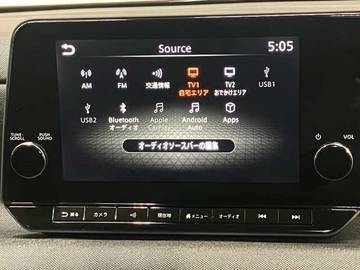 Source
5:05
AM
FM
交通情報
TV1
自宅エリア
TV2
おでかけエリア
USB1
USB2
Bluetooth
オーディオ
Apple
CarPlay
Android
Auto
Apps
オーディオソースバーの編集
TUNE·
SCROLL
PUSH
SOUND
VOL
戻る
カメラ
現在地
メニュー
オーディオ